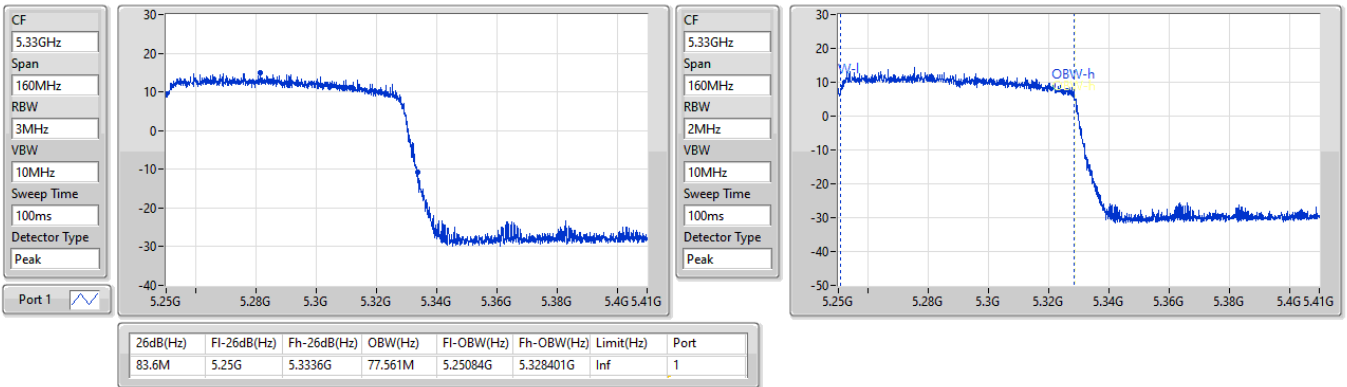 CF
5.33GHz
Span
160MHz
RBW
3MHz
VBW
10MHz
Sweep Time
100ms
Detector Type
Peak
Port 1
30
20
10
0
-10
-20
-30
-40
5.25G 5.28G 5.3G 5.32G 5.34G 5.36G 5.38G 5.4G 5.41G
CF
5.33GHz
Span
160MHz
RBW
2MHz
VBW
10MHz
Sweep Time
100ms
Detector Type
Peak
30
20
10
0
-10
-20
-30
-40
-50
W-l OBW-h
5.25G 5.28G 5.3G 5.32G 5.34G 5.36G 5.38G 5.4G 5.41G
26dB(Hz) Fl-26dB(Hz) Fh-26dB(Hz) OBW(Hz) Fl-OBW(Hz) Fh-OBW(Hz) Limit(Hz) Port
83.6M 5.25G 5.3336G 77.561M 5.25084G 5.328401G Inf 1